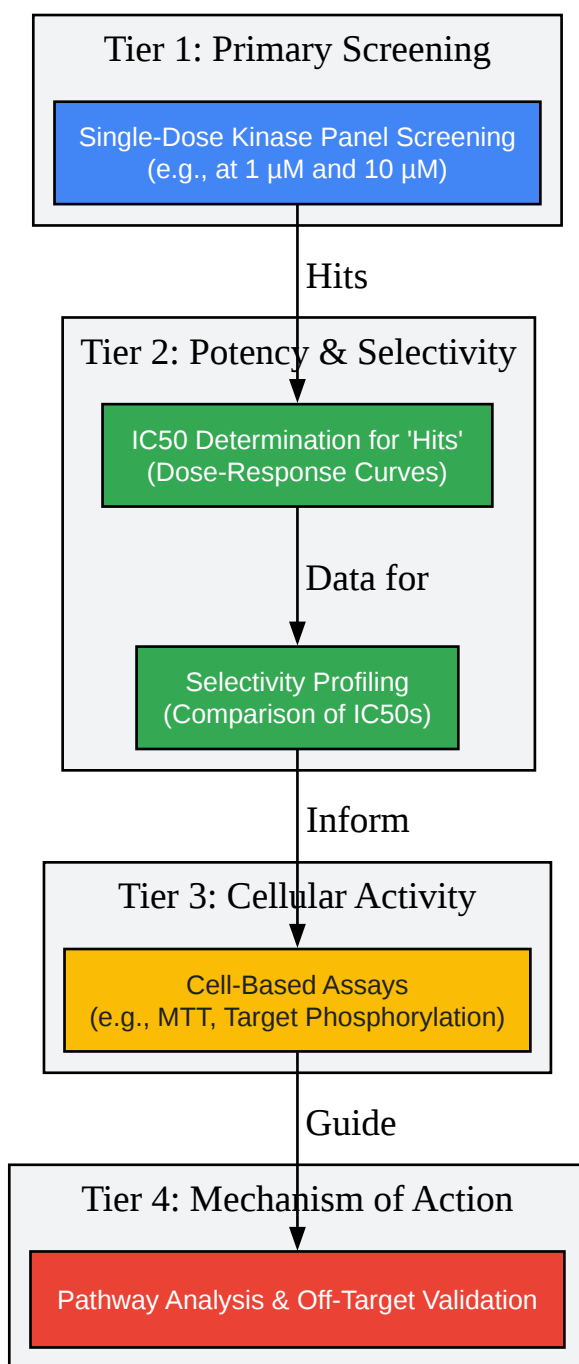 Tier 1: Primary Screening
Single-Dose Kinase Panel Screening
(e.g., at 1 µM and 10 µM)
Hits
Tier 2: Potency & Selectivity
IC50 Determination for 'Hits'
(Dose-Response Curves)
Data for
Selectivity Profiling
(Comparison of IC50s)
Inform
Tier 3: Cellular Activity
Cell-Based Assays
(e.g., MTT, Target Phosphorylation)
Guide
Tier 4: Mechanism of Action
Pathway Analysis & Off-Target Validation